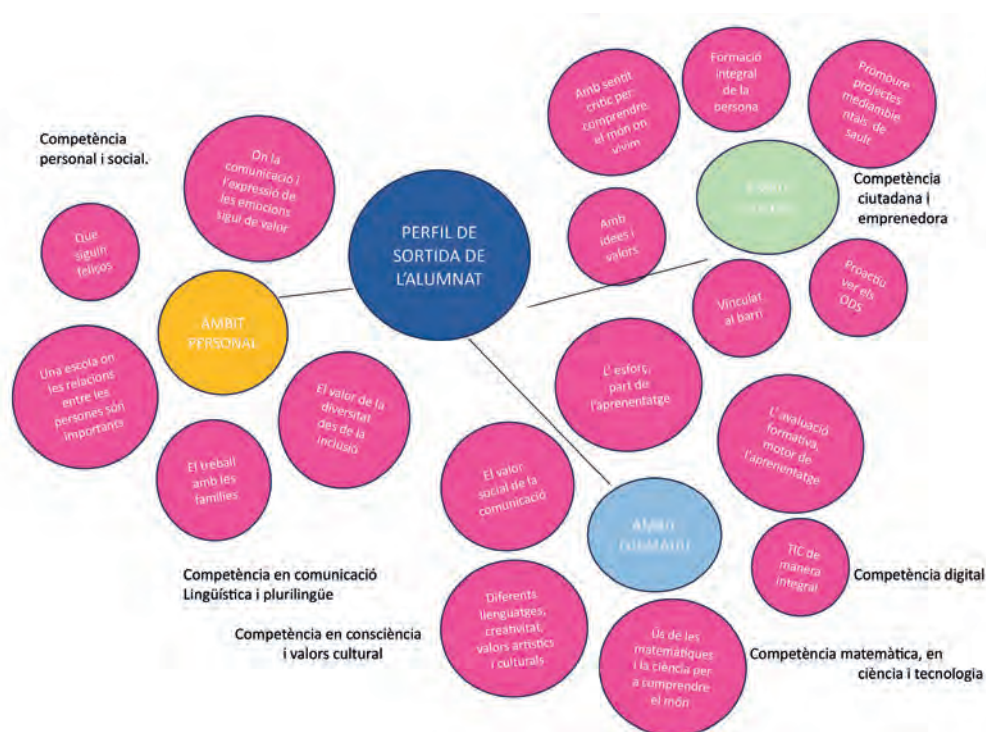 Competència
personal i social.
On la
comunicació i
l'expressió de
les emocions
sigui de valor
Que
siguin
feliços
ÀMBIT
PERSONAL
Una escola on
les relacions
entre les
persones són
importants
El treball
amb les
famílies
El valor de la
diversitat
des de la
inclusió
PERFIL DE
SORTIDA DE
L'ALUMNAT
Amb sentit
crític per
comprendre
el món on
vivim
Formació
integral
de la
persona
Promoure
projectes
mediambie
ntals de
Competència
ciutadana i
emprenedora
Amb
idees i
valors
Vinculat
al barri
Proactiu
ver els
ODS
L' esforç,
part de
l'aprenentatge
L' avaluació
formativa,
motor de
l'aprenentatge
El valor
social de la
comunicació
ÀMBIT
TIC de
manera
integral
Competència digital
Competència en comunicació
Lingüística i plurilingüe
Competència en consciència
i valors cultural
Diferents
llenguatges,
creativitat,
valors artístics
i culturals
Ús de les
matemàtiques
i la ciència per
a comprendre
el món
Competència matemàtica, en
ciència i tecnologia